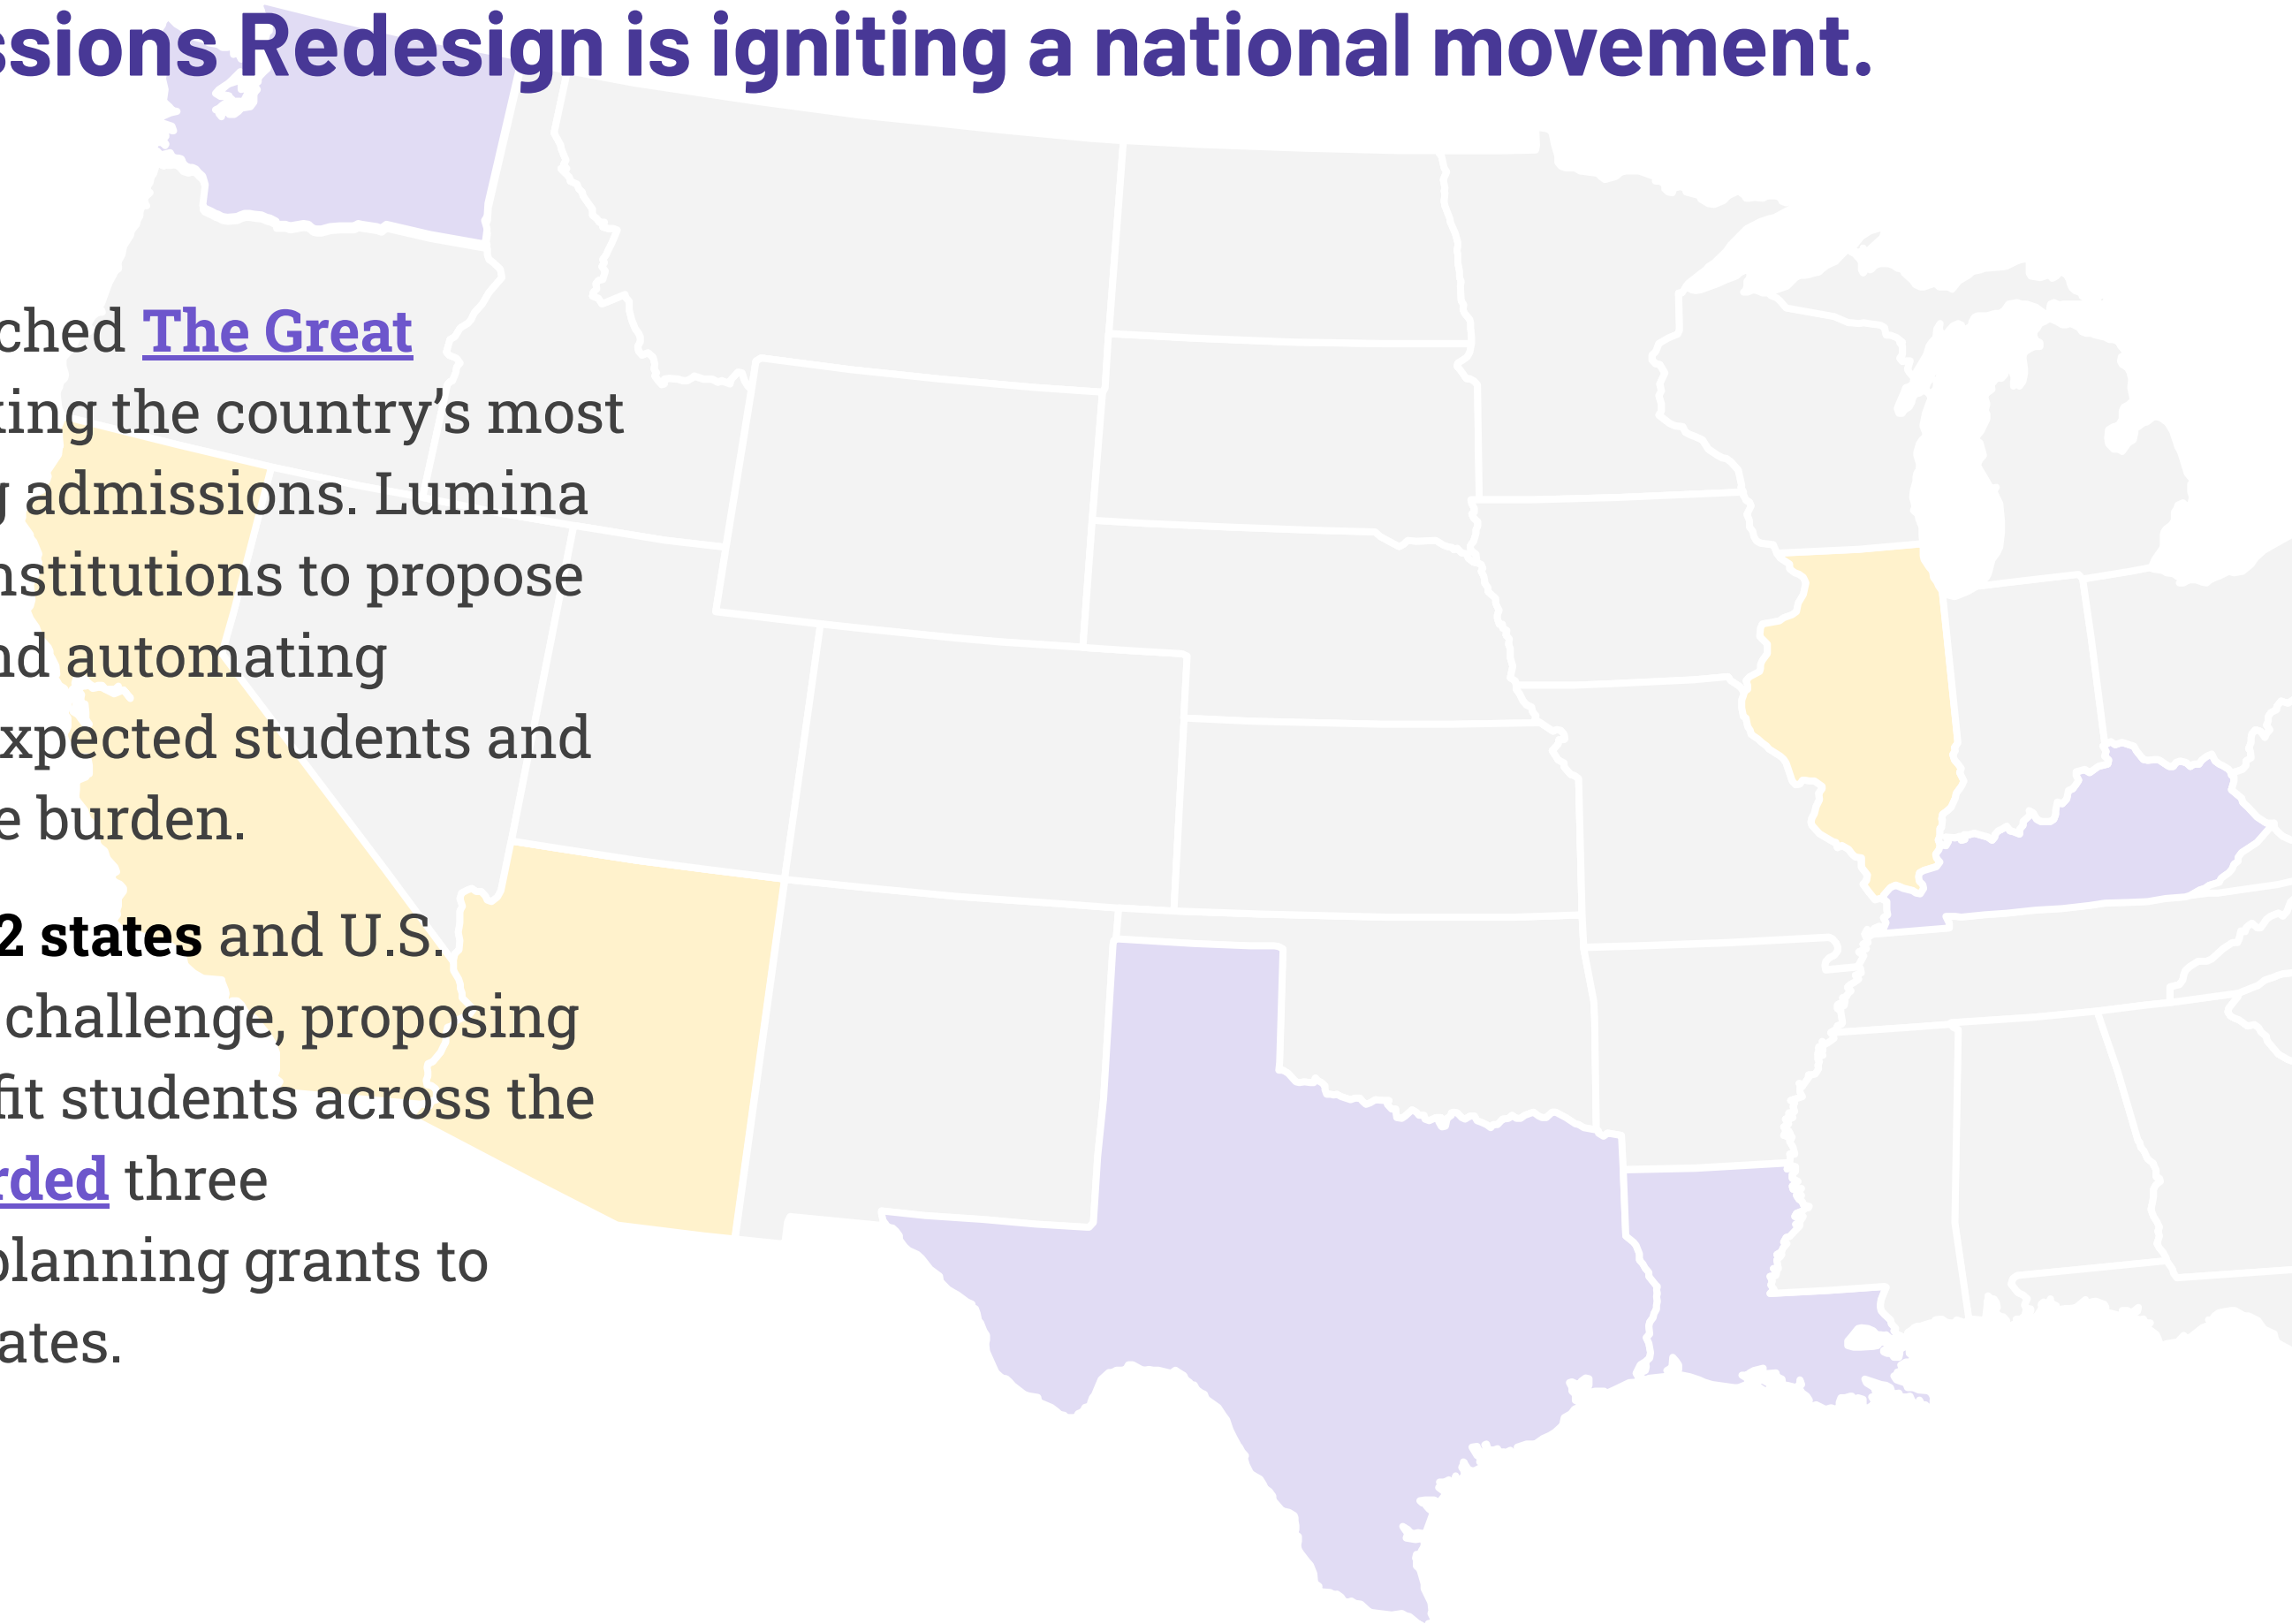 ssions Redesign is igniting a national movement.
ched The Great
king the country's most
g admissions. Lumina
nstitutions to propose
nd automating
xpected students and
e burden.
2 states and U.S.
challenge, proposing
fit students across the
rded three
planning grants to
ates.